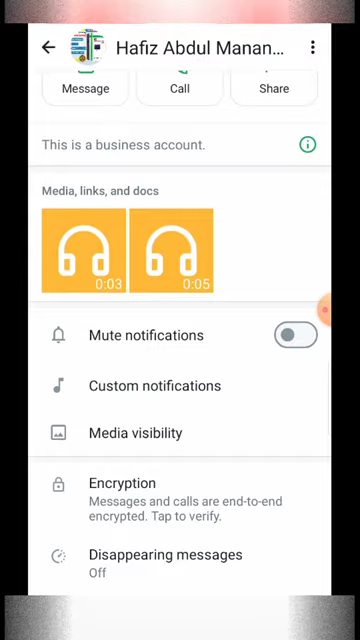 Hafiz Abdul Manan...
Message Call Share
This is a business account.
Media, links, and docs
0:03 0:05
Mute notifications
Custom notifications
Media visibility
Encryption
Messages and calls are end-to-end
encrypted. Tap to verify.
Disappearing messages
Off